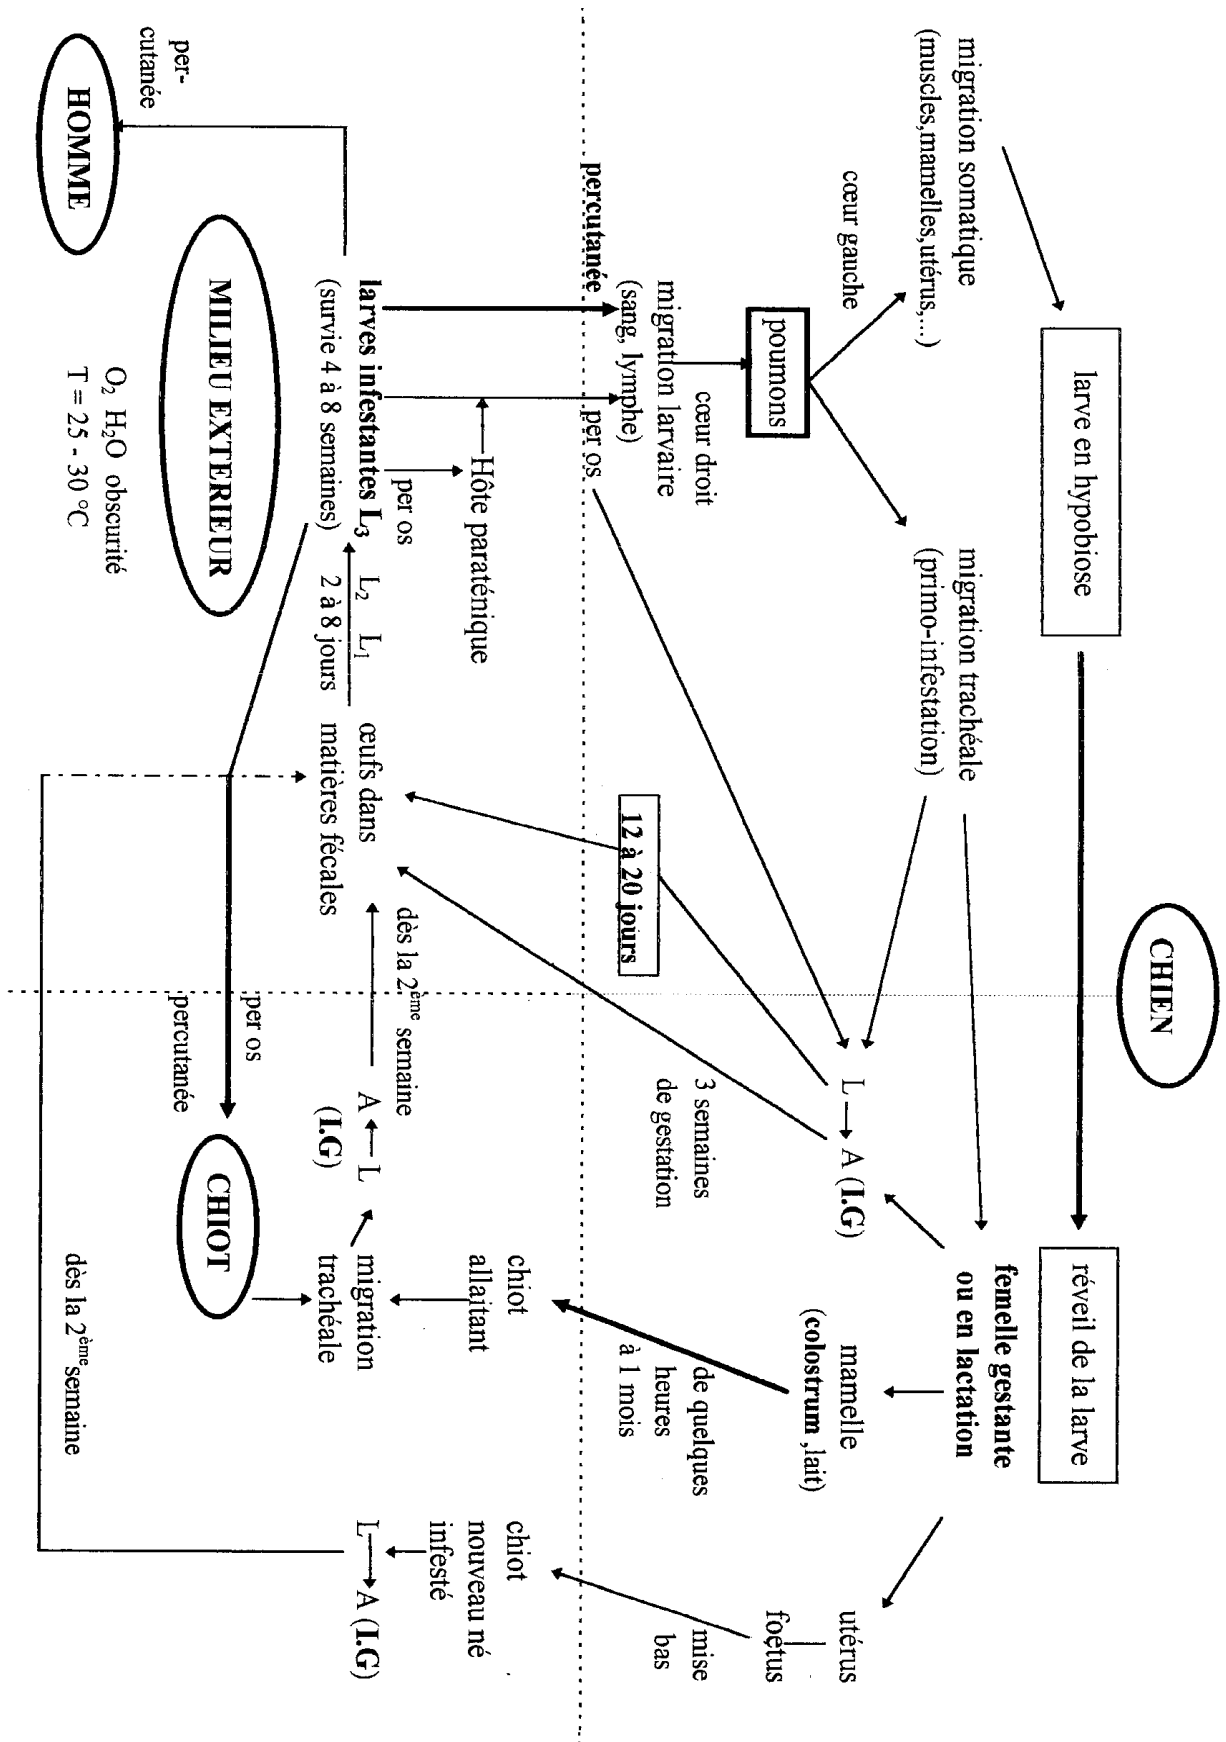 CHIEN
larve en hypobiose
réveil de la larve
migration somatique
(muscles,mamelles,utérus,...)
migration trachéale
(primo-infestation)
femelle gestante
ou en lactation
cœur gauche
poumons
cœur droit
L A (I.G)
mamelle
(colostrum ,lait)
utérus
foetus
migration larvaire
(sang, lymphe)
percutanée
per os
12 à 20 jours
3 semaines
de gestation
de quelques
heures
à 1 mois
mise
bas
Hôte paraténique
per os
dès la 2ème semaine
chiot
allaitant
chiot
nouveau né
infesté
larves infestantes L3
(survie 4 à 8 semaines)
L2 L1
2 à 8 jours
œufs dans
matières fécales
A L
(I.G)
migration
trachéale
L A (I.G)
MILIEU EXTERIEUR
per os
percutanée
CHIOT
per-
cutanée
HOMME
O2 H2O obscurité
T = 25 - 30 °C
dès la 2ème semaine